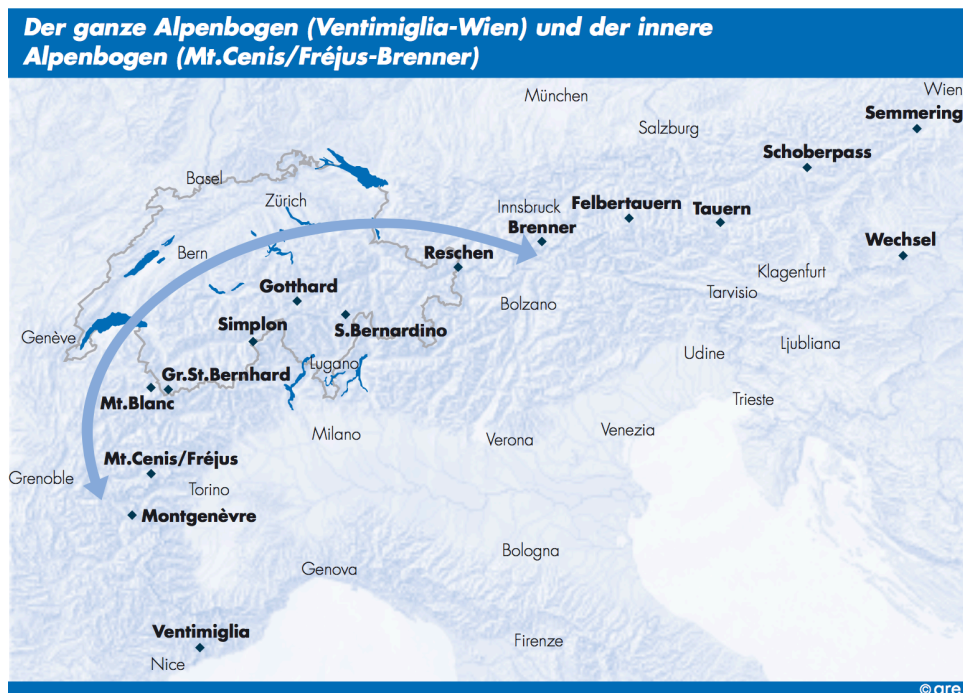 Der ganze Alpenbogen (Ventimiglia-Wien) und der innere
Alpenbogen (Mt.Cenis/Fréjus-Brenner)
Wien
München
Semmering
Salzburg
Schoberpass
Basel
Zürich
Innsbruck
Felbertauern
Tauern
Brenner
Wechsel
Bern
Reschen
Klagenfurt
Gotthard
Bolzano
Tarvisio
Simplon
S.Bernardino
Genève
Ljubliana
Udine
Lugano
Gr.St.Bernhard
Mt.Blanc
Trieste
Milano
Verona
Venezia
Mt.Cenis/Fréjus
Grenoble
Torino
Montgenèvre
Bologna
Genova
Ventimiglia
Firenze
Nice
©are